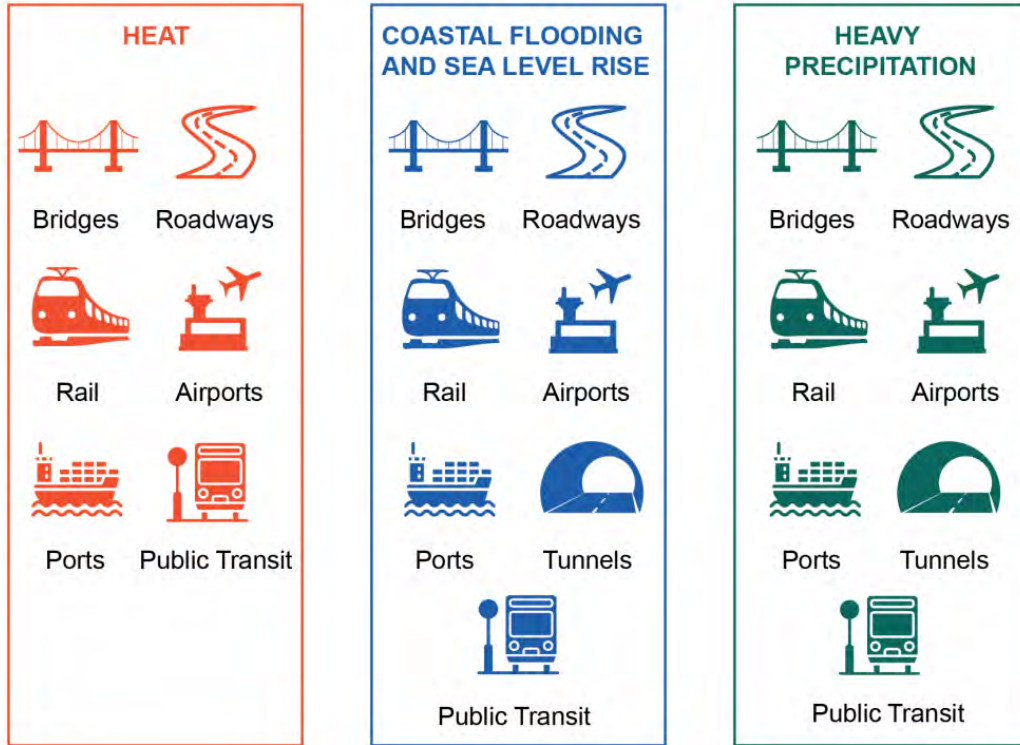 HEAT
Bridges Roadways
Rail Airports
Ports Public Transit
COASTAL FLOODING
AND SEA LEVEL RISE
Bridges Roadways
Rail Airports
Ports Tunnels
Public Transit
HEAVY
PRECIPITATION
Bridges Roadways
Rail Airports
Ports Tunnels
Public Transit